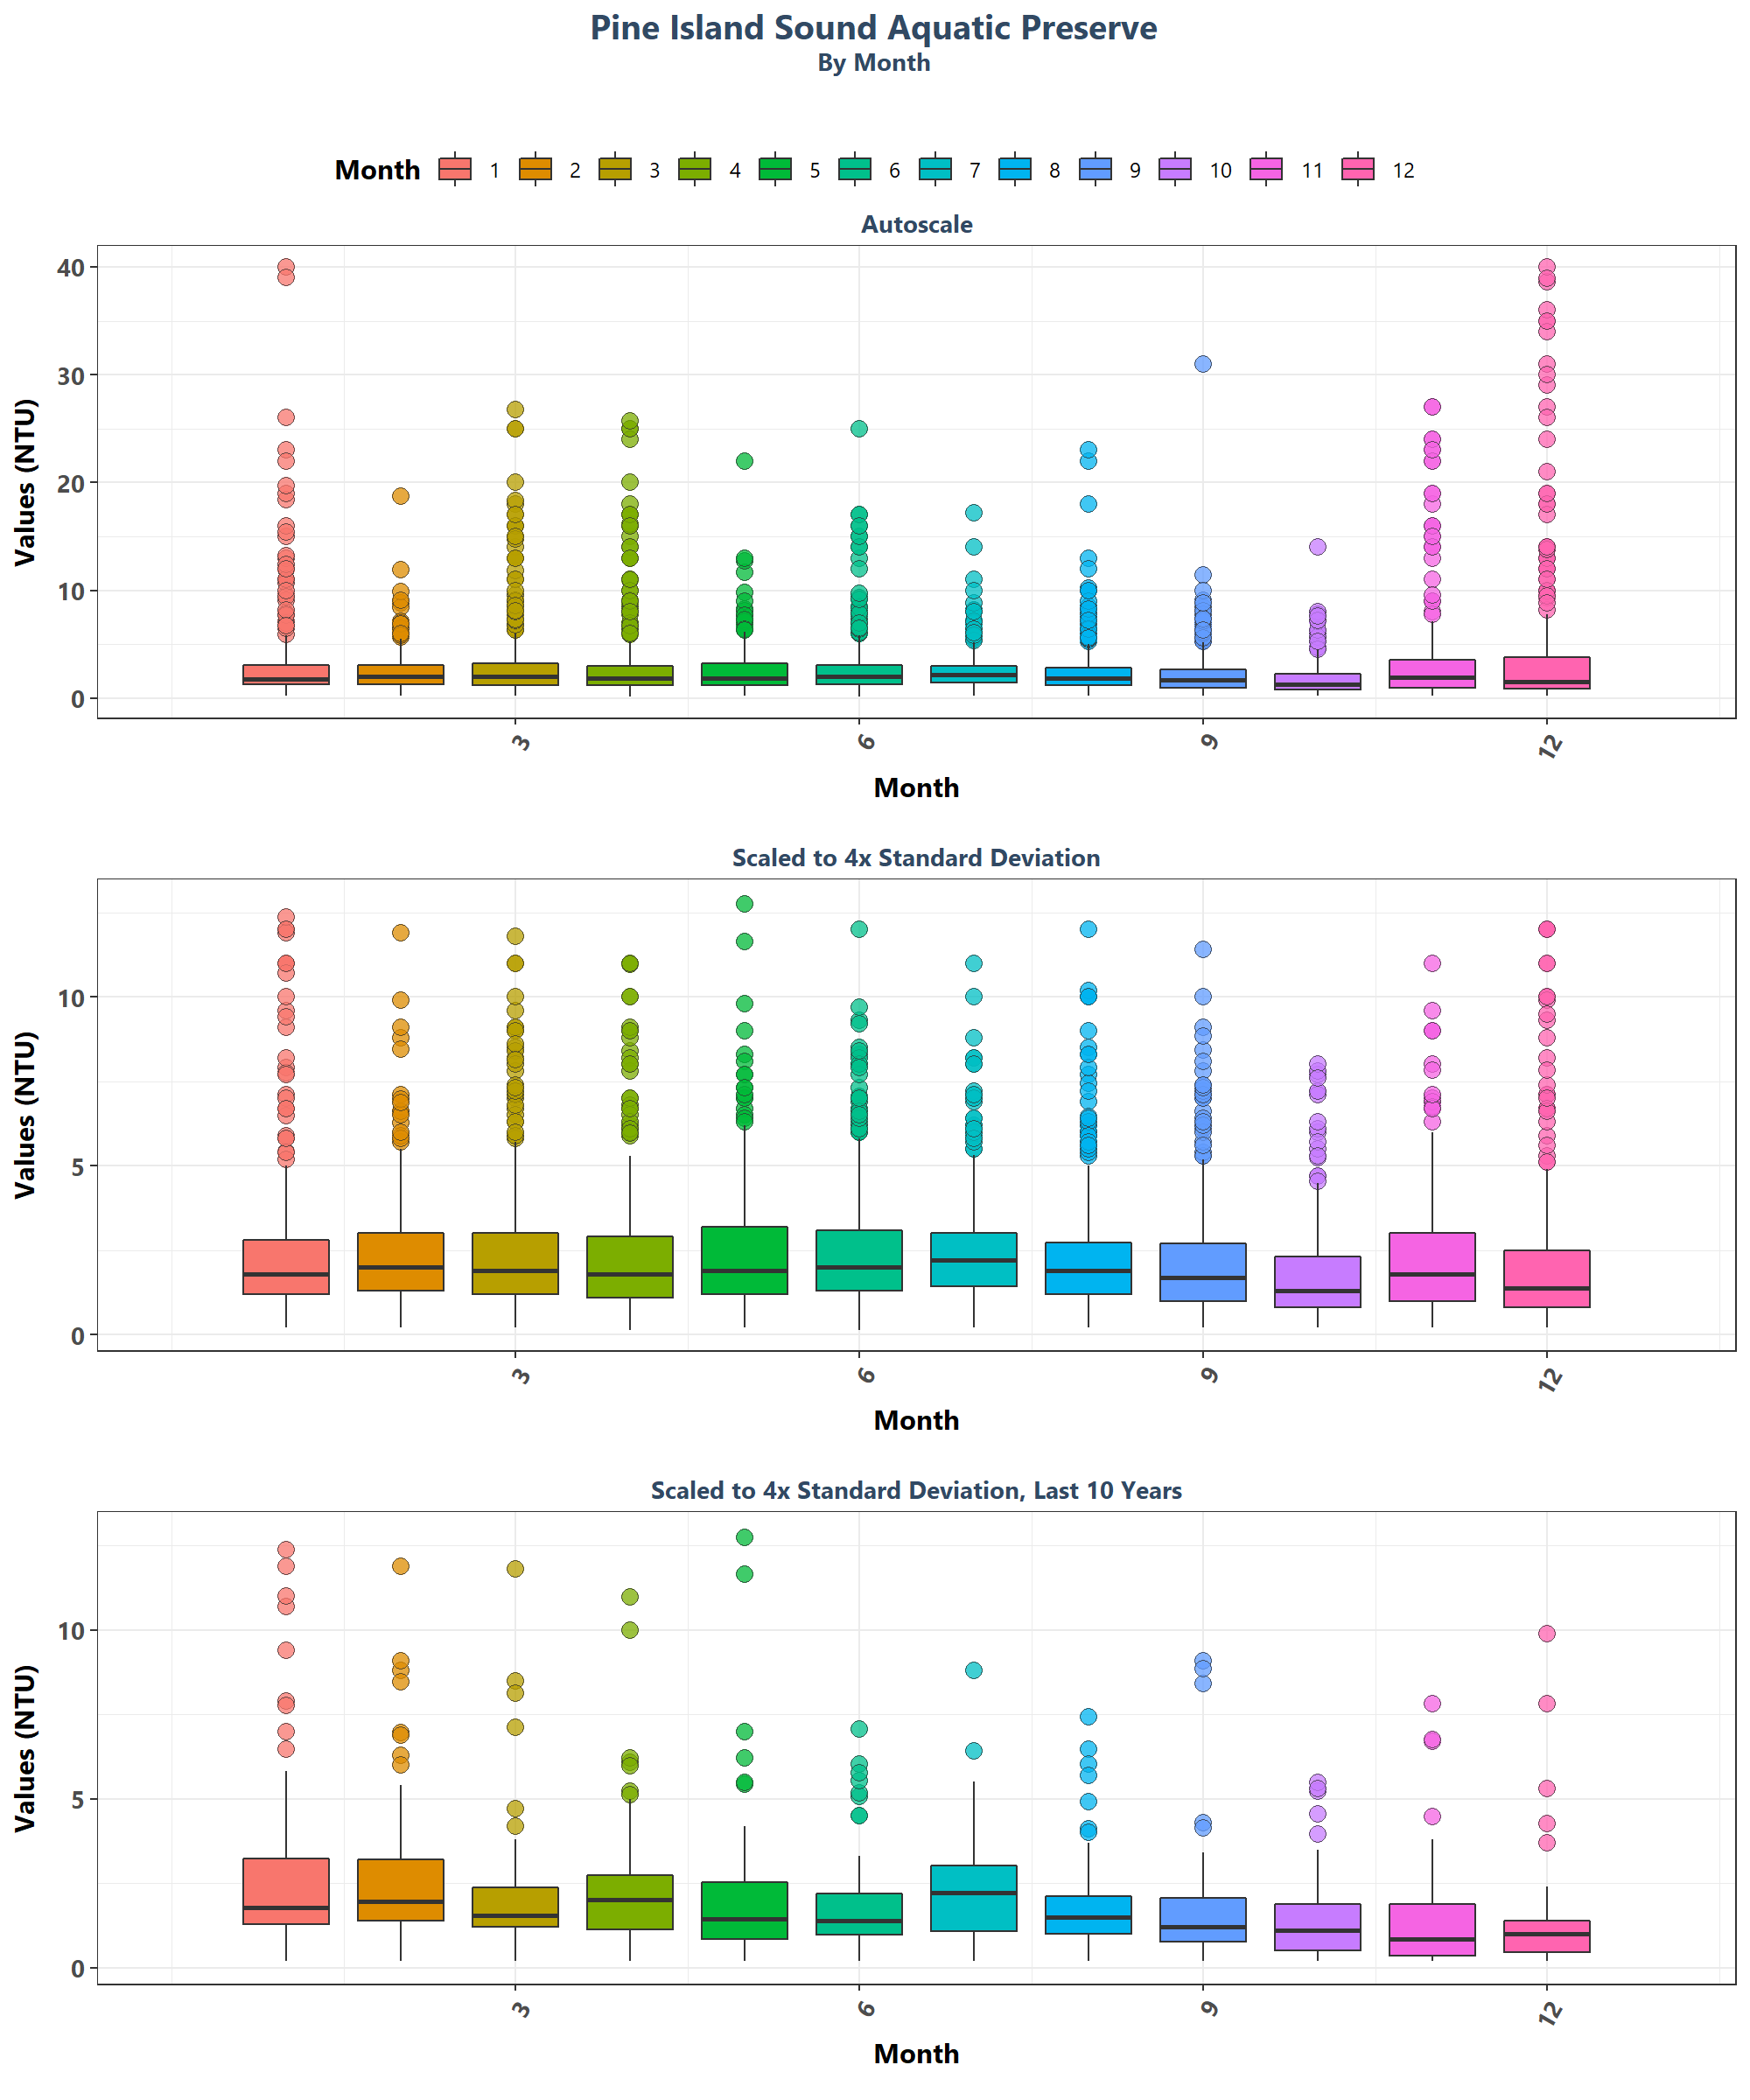 Pine Island Sound Aquatic Preserve
By Month
Month 1 2 3 4 5 6 7 8 9 10 11 12
Autoscale
Values (NTU)
40
30
20
10
0
3 6 9 12
Month
Scaled to 4x Standard Deviation
Values (NTU)
10
5
0
3 6 9 12
Month
Scaled to 4x Standard Deviation, Last 10 Years
Values (NTU)
10
5
0
3 6 9 12
Month